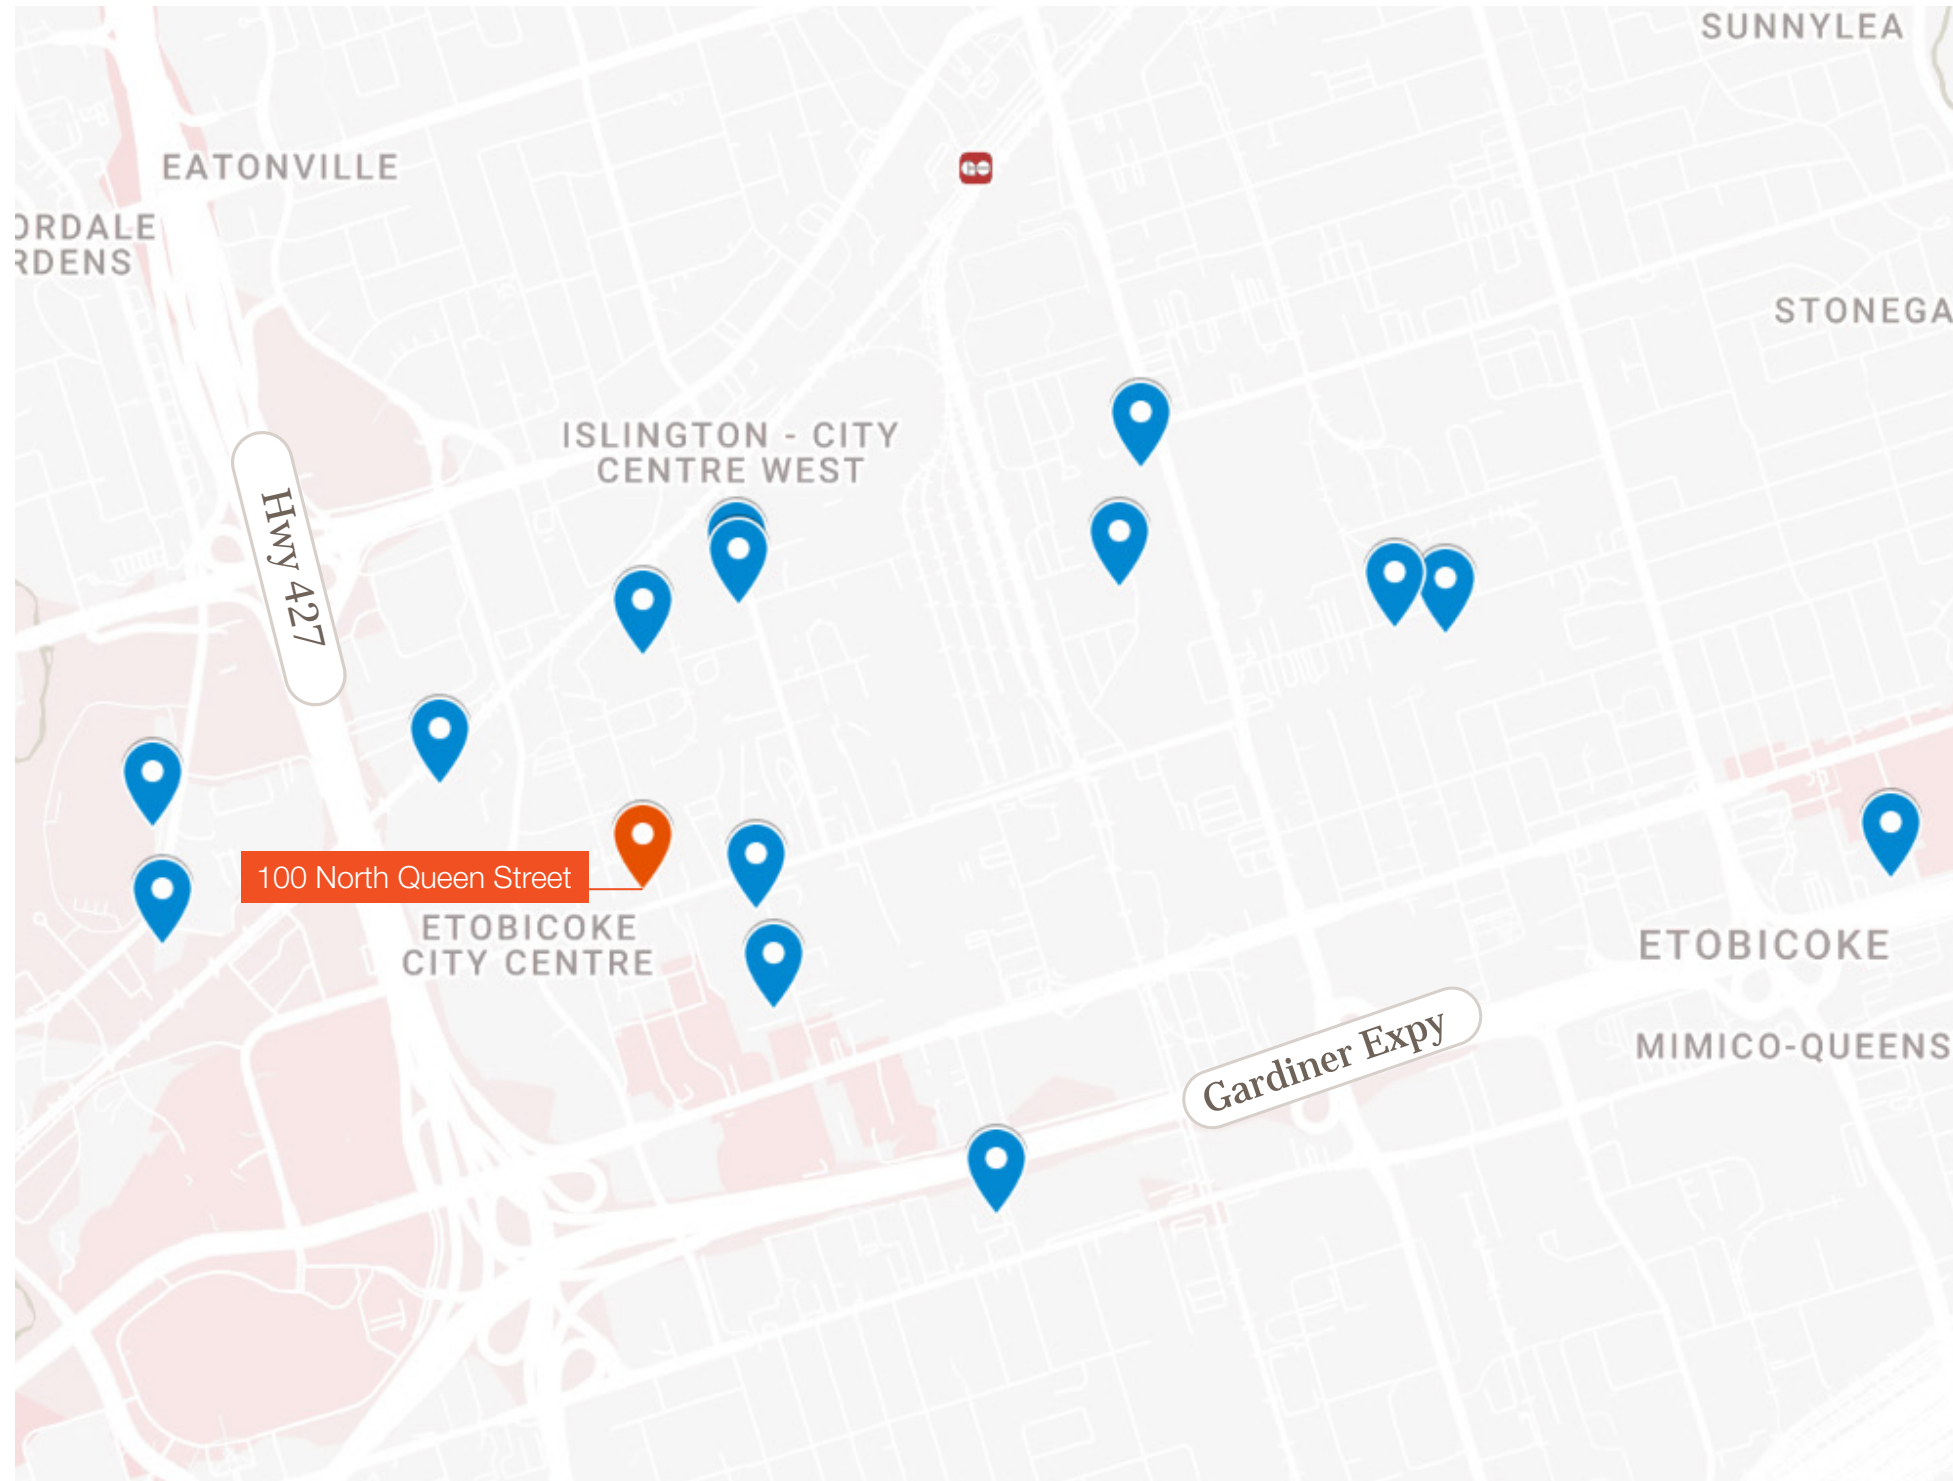 SUNNYLEA
EATONVILLE
ORDALE
RDENS
STONEGA
ISLINGTON - CITY
CENTRE WEST
Hwy 427
100 North Queen Street
ETOBICOKE
CITY CENTRE
ETOBICOKE
Gardiner Expy
MIMICO-QUEENS